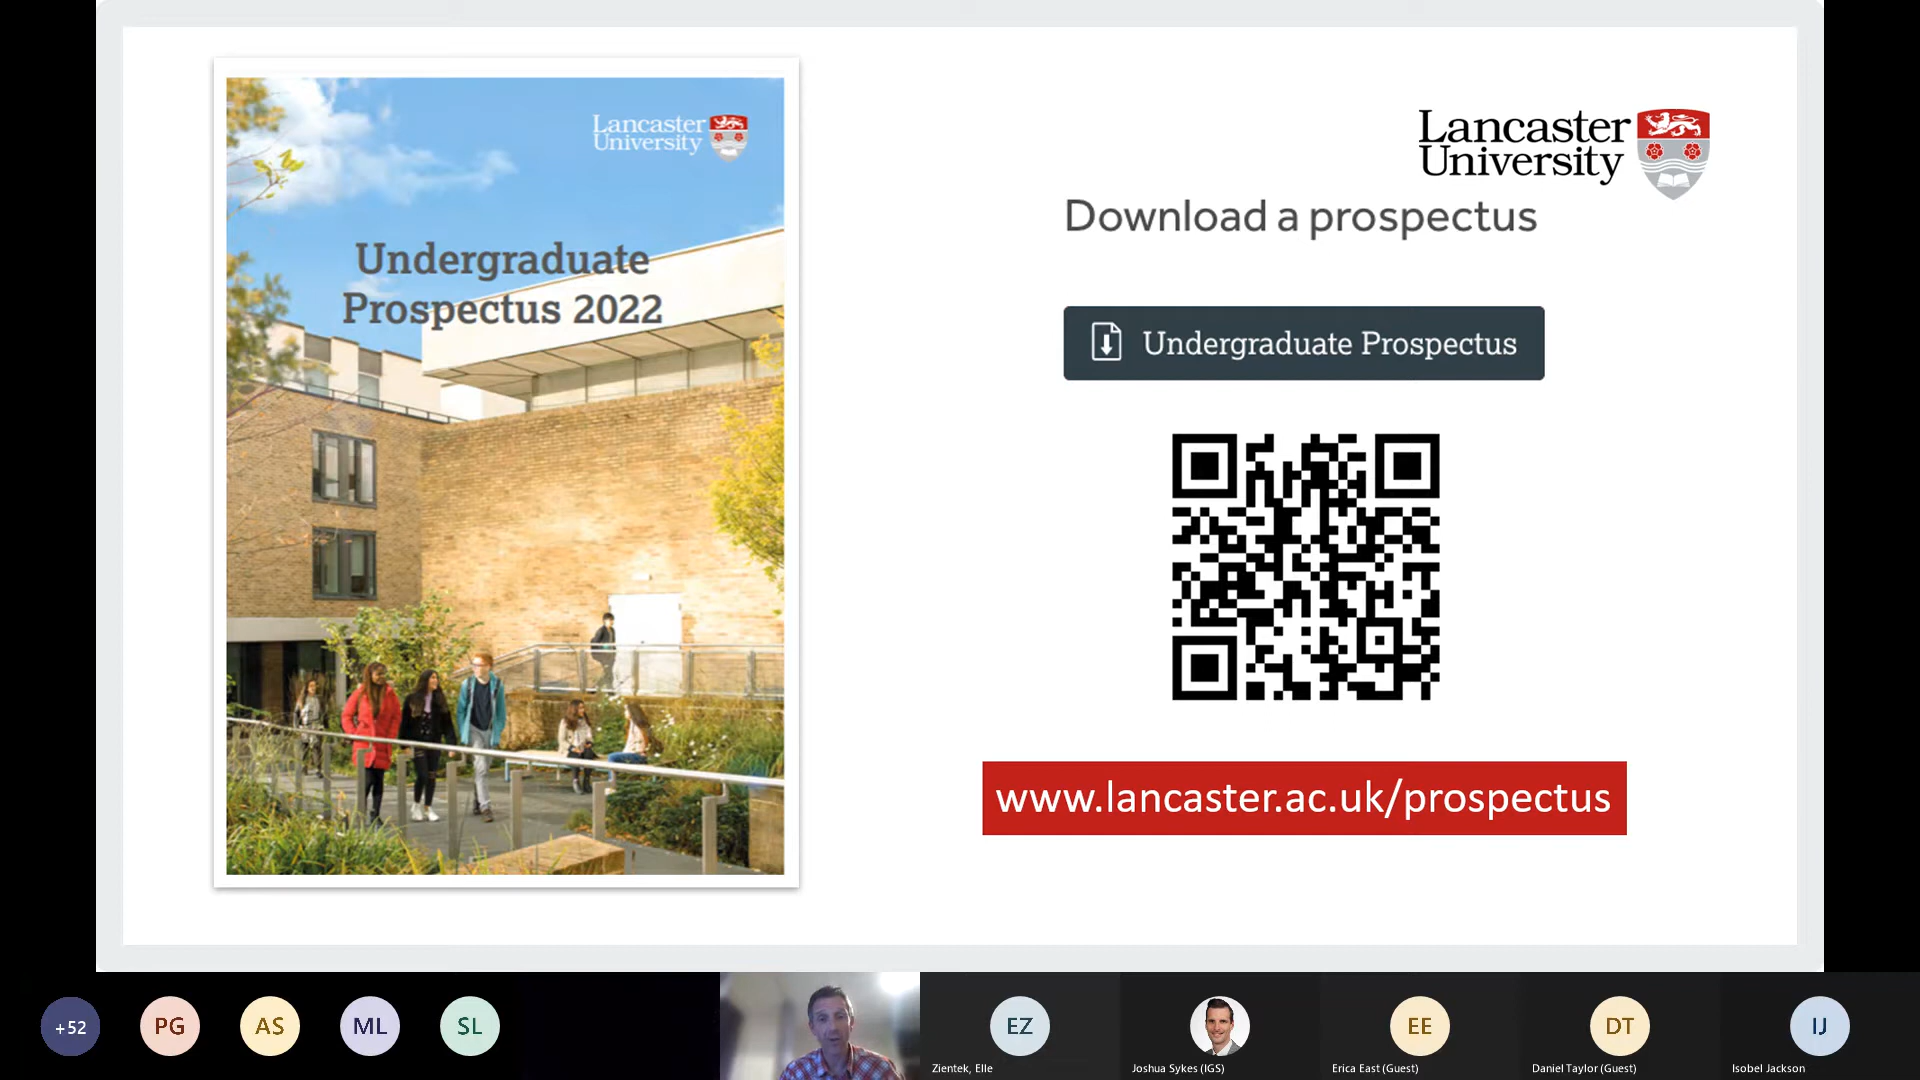 Lancaster
University
Undergraduate
Prospectus 2022
Lancaster
University
Download a prospectus
Undergraduate Prospectus
www.lancaster.ac.uk/prospectus
+52
PG
AS
ML
SL
EZ
EE
DT
IJ
Zientek, Elle
Joshua Sykes (IGS)
Erica East (Guest)
Daniel Taylor (Guest)
Isobel Jackson